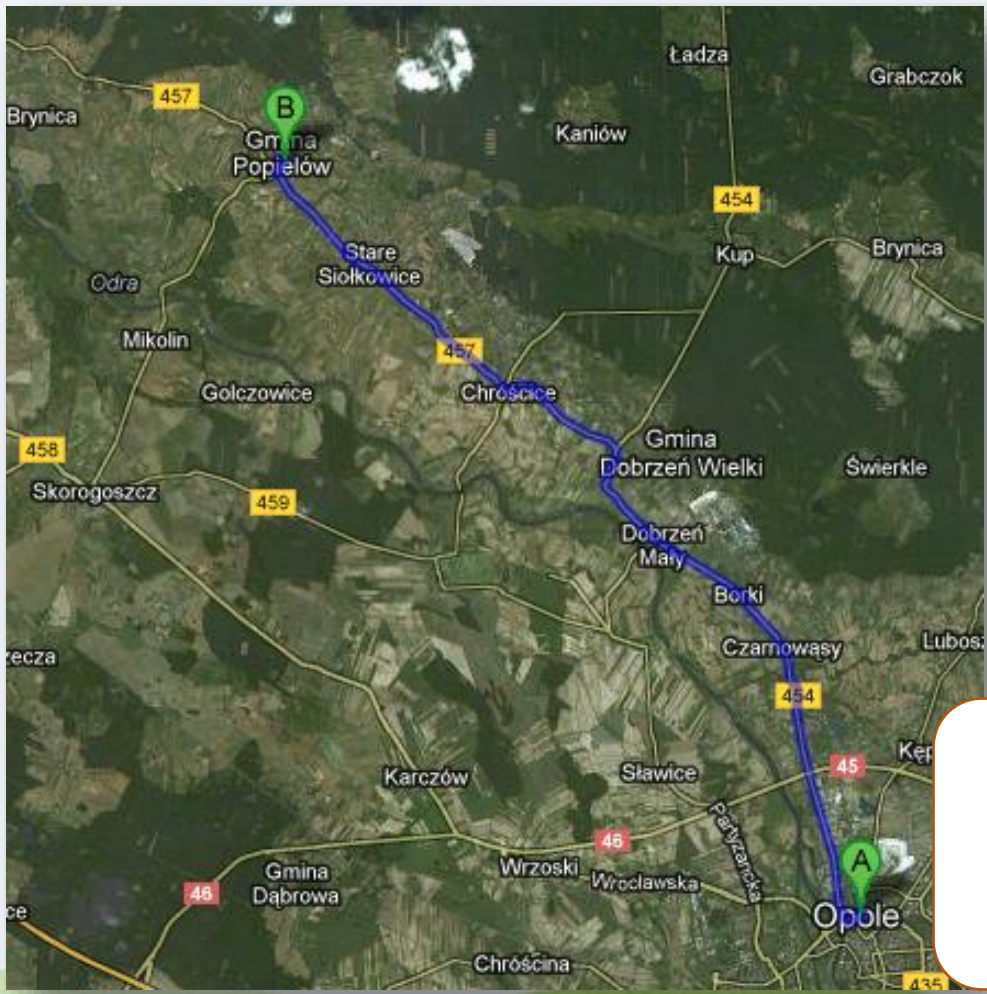 Ładza
Grabczok
457
Brynica
B
Kaniów
Gmina
Popielów
454
Kup
Brynica
Stare
Siołkowice
Odra
Mikolin
457
Golczowice
Chróścice
458
Gmina
Dobrzeń Wielki
Świerkle
Skorogoszcz
459
Dobrzeń
Mały
Borki
Czarnowąsy
Lubosz
zecza
454
45
Kęp
Sławice
Karczów
Partyzancka
46
A
Wrzoski
Gmina
Dąbrowa
Wrocławska
46
ce
Opole
Chróścina
435